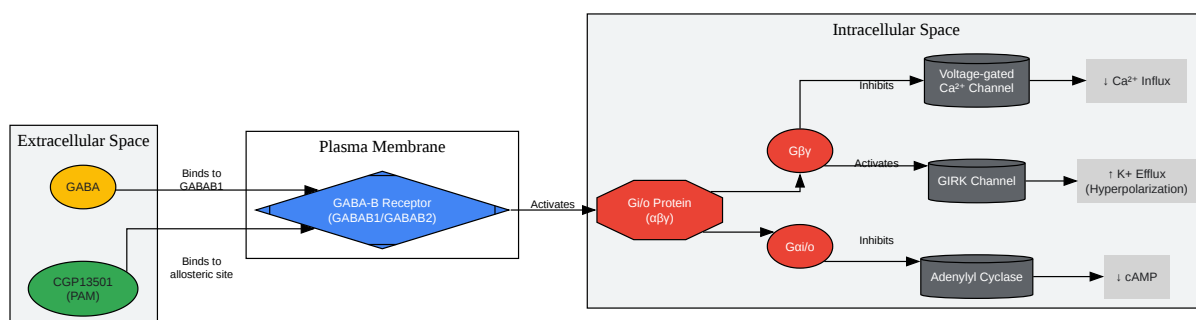 Extracellular Space
GABA
CGP13501
(PAM)
Binds to
GABAB1
Binds to
allosteric site
Plasma Membrane
GABA-B Receptor
(GABAB1/GABAB2)
Activates
Intracellular Space
Gi/o Protein
(αβγ)
Gβγ
Gαi/o
Inhibits
Activates
Inhibits
Voltage-gated
Ca²⁺ Channel
GIRK Channel
Adenylyl Cyclase
↓ Ca²⁺ Influx
↑ K+ Efflux
(Hyperpolarization)
↓ cAMP